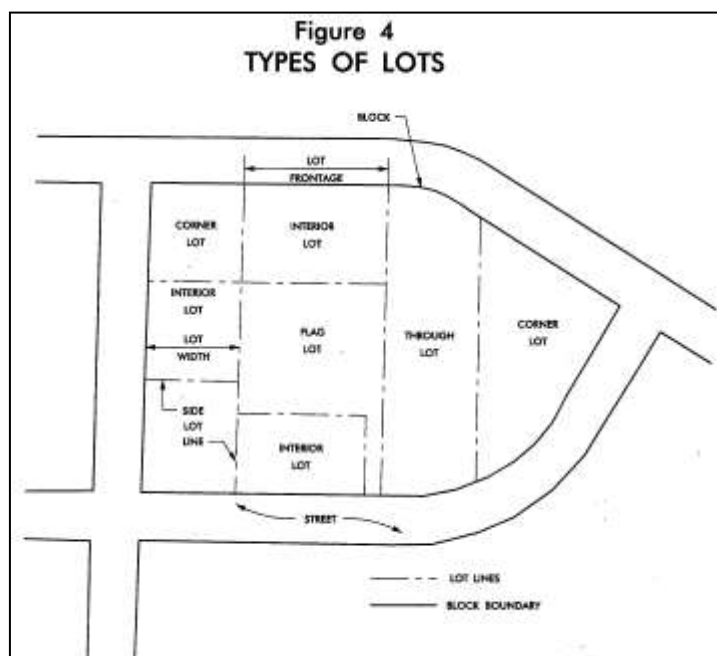 Figure 4
TYPES OF LOTS
BLOCK
LOT
FRONTAGE
CORNER
LOT
INTERIOR
LOT
INTERIOR
LOT
LOT
WIDTH
FLAG
LOT
THROUGH
LOT
CORNER
LOT
SIDE
LOT
LINE
INTERIOR
LOT
STREET
LOT LINES
BLOCK BOUNDARY